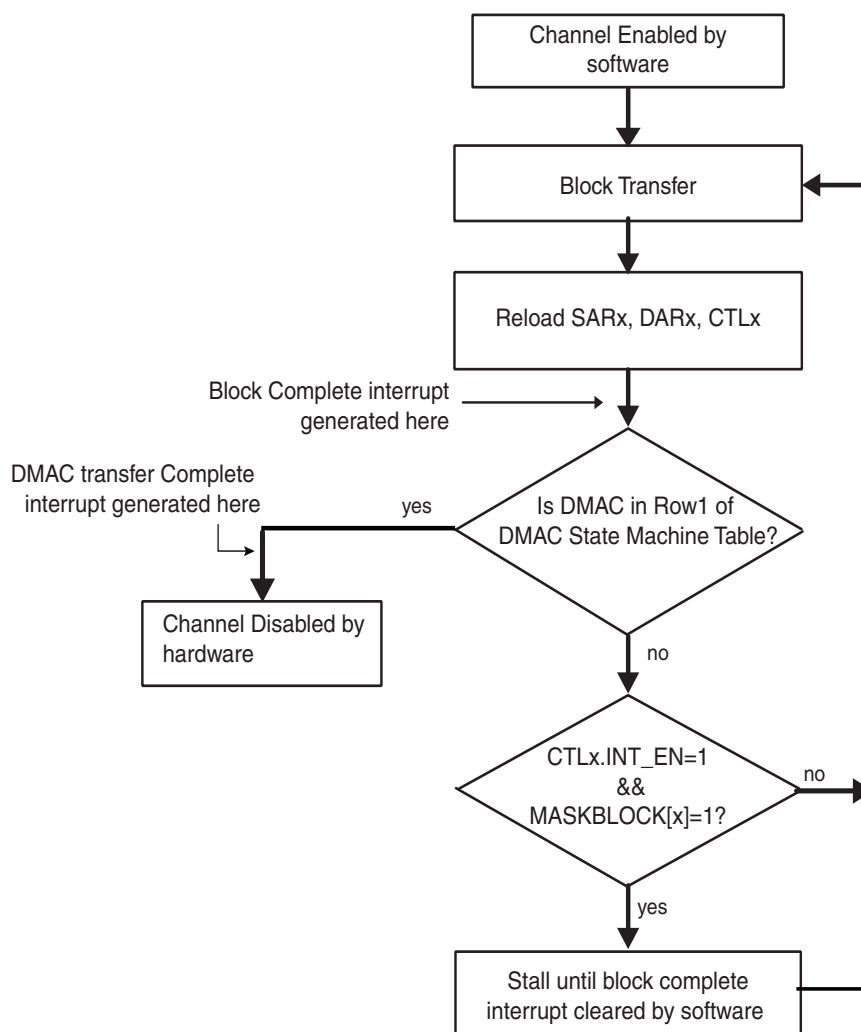 Channel Enabled by
software
Block Transfer
Reload SARx, DARx, CTLx
Block Complete interrupt
generated here
DMAC transfer Complete
interrupt generated here
yes
Is DMAC in Row1 of
DMAC State Machine Table?
Channel Disabled by
hardware
no
CTLx.INT_EN=1
&&
MASKBLOCK[x]=1?
no
yes
Stall until block complete
interrupt cleared by software